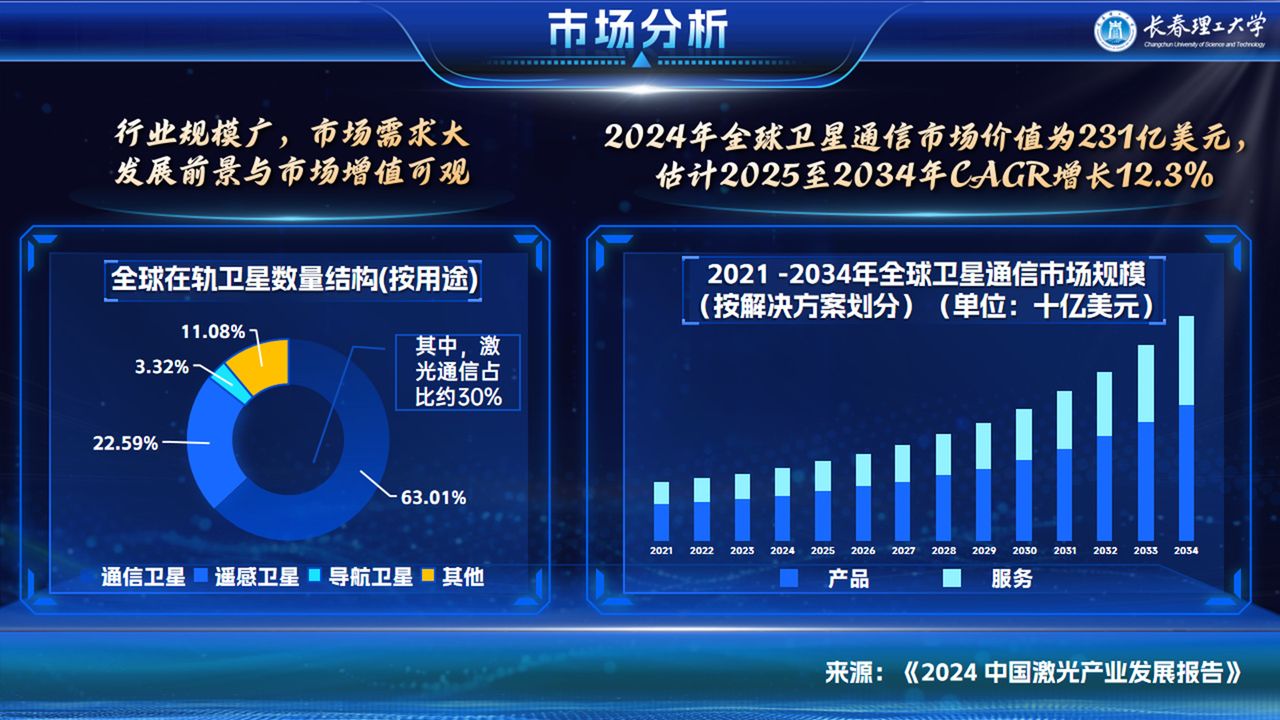 市场分析
长春理工大学
Changchun University of Science and Technology
行业规模广，市场需求大
发展前景与市场增值可观
2024年全球卫星通信市场价值为231亿美元，
估计2025至2034年CAGR增长12.3%
全球在轨卫星数量结构(按用途)
11.08%
3.32%
22.59%
63.01%
其中，激
光通信占
比约30%
通信卫星 遥感卫星 导航卫星 其他
2021 -2034年全球卫星通信市场规模
（按解决方案划分）（单位：十亿美元）
2021 2022 2023 2024 2025 2026 2027 2028 2029 2030 2031 2032 2033 2034
产品 服务
来源：《2024 中国激光产业发展报告》